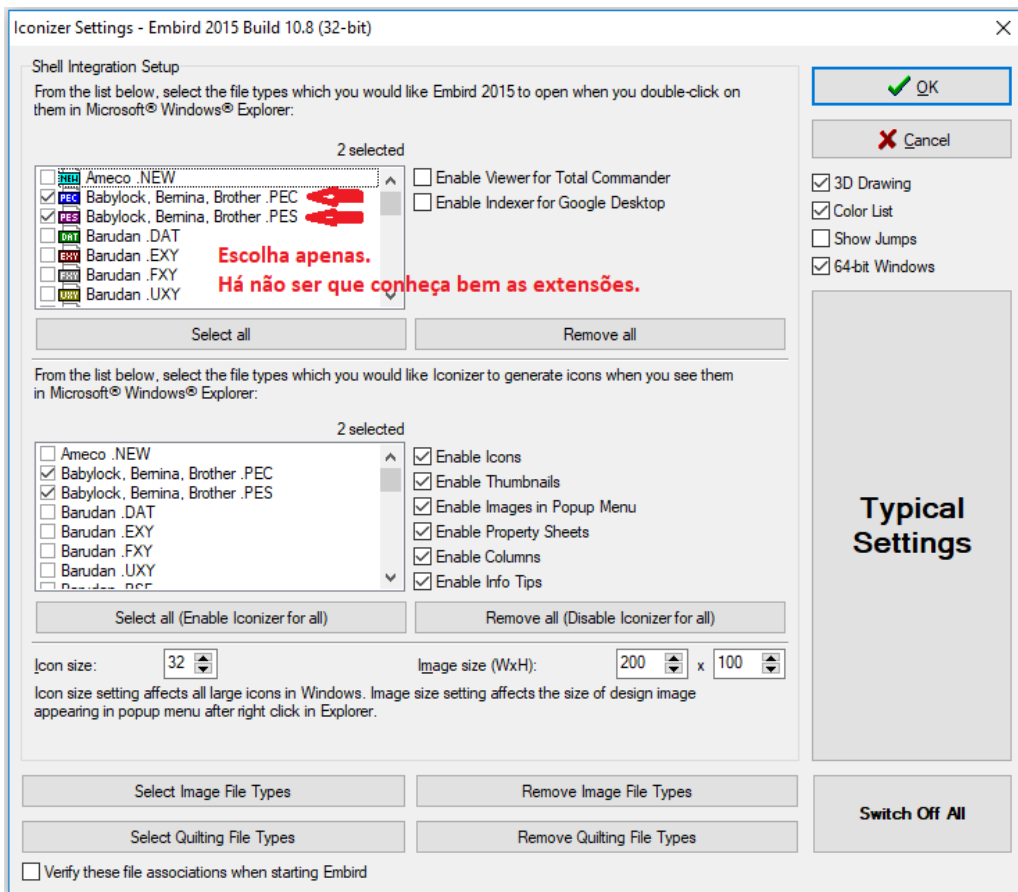 Iconizer Settings - Embird 2015 Build 10.8 (32-bit)
Shell Integration Setup
From the list below, select the file types which you would like Embird 2015 to open when you double-click on
them in Microsoft® Windows® Explorer:
2 selected
NEW Ameco .NEW
PEC Babylock, Bernina, Brother .PEC
PES Babylock, Bernina, Brother .PES
DAT Barudan .DAT
EXY Barudan .EXY
FXY Barudan .FXY
UXY Barudan .UXY
Enable Viewer for Total Commander
Enable Indexer for Google Desktop
Escolha apenas.
Há não ser que conheça bem as extensões.
Select all
Remove all
From the list below, select the file types which you would like Iconizer to generate icons when you see them
in Microsoft® Windows® Explorer:
2 selected
Ameco .NEW
Babylock, Bernina, Brother .PEC
Babylock, Bernina, Brother .PES
Barudan .DAT
Barudan .EXY
Barudan .FXY
Barudan .UXY
Enable Icons
Enable Thumbnails
Enable Images in Popup Menu
Enable Property Sheets
Enable Columns
Enable Info Tips
Select all (Enable Iconizer for all)
Remove all (Disable Iconizer for all)
Icon size: 32
Image size (WxH): 200 x 100
Icon size setting affects all large icons in Windows. Image size setting affects the size of design image
appearing in popup menu after right click in Explorer.
Select Image File Types
Remove Image File Types
Select Quilting File Types
Remove Quilting File Types
Verify these file associations when starting Embird
OK
Cancel
3D Drawing
Color List
Show Jumps
64-bit Windows
Typical
Settings
Switch Off All